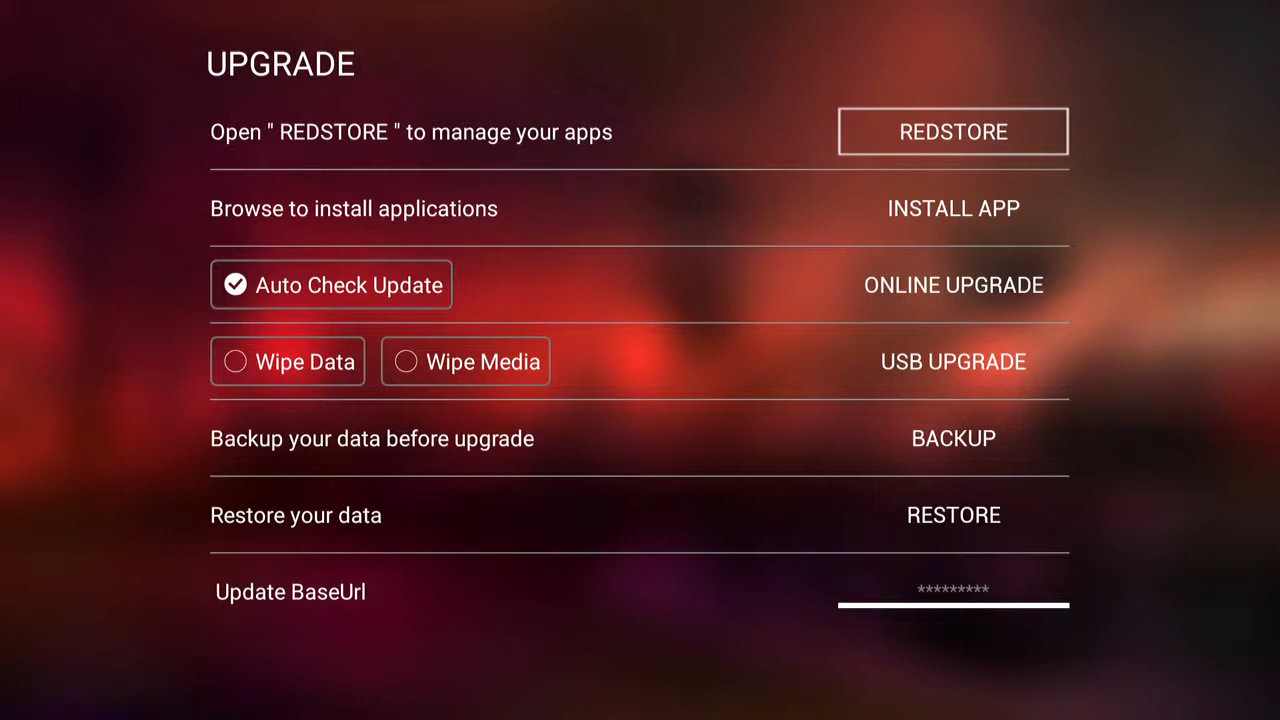 UPGRADE
Open " REDSTORE " to manage your apps REDSTORE
Browse to install applications INSTALL APP
Auto Check Update ONLINE UPGRADE
Wipe Data Wipe Media USB UPGRADE
Backup your data before upgrade BACKUP
Restore your data RESTORE
Update BaseUrl *********